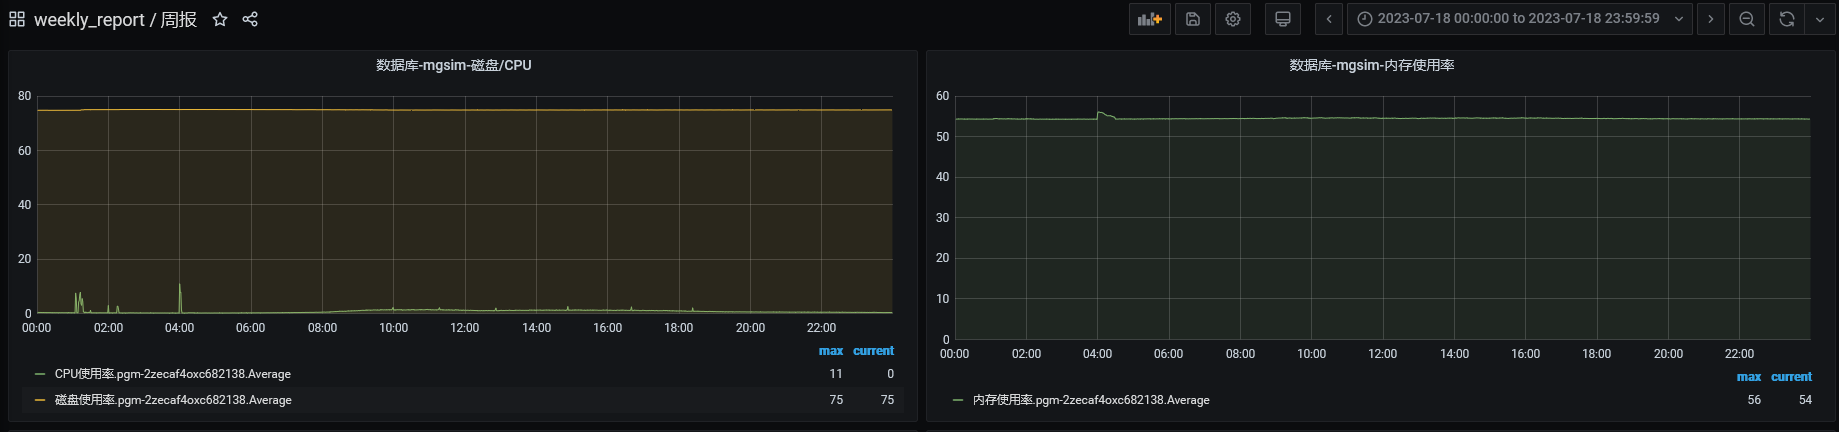 weekly_report / 周报
2023-07-18 00:00:00 to 2023-07-18 23:59:59
数据库-mgsim-磁盘/CPU
80
60
40
20
0
00:00 02:00 04:00 06:00 08:00 10:00 12:00 14:00 16:00 18:00 20:00 22:00
max current
CPU使用率.pgm-2zecaf4oxc682138.Average 11 0
磁盘使用率.pgm-2zecaf4oxc682138.Average 75 75
数据库-mgsim-内存使用率
60
50
40
30
20
10
0
00:00 02:00 04:00 06:00 08:00 10:00 12:00 14:00 16:00 18:00 20:00 22:00
max current
内存使用率.pgm-2zecaf4oxc682138.Average 56 54